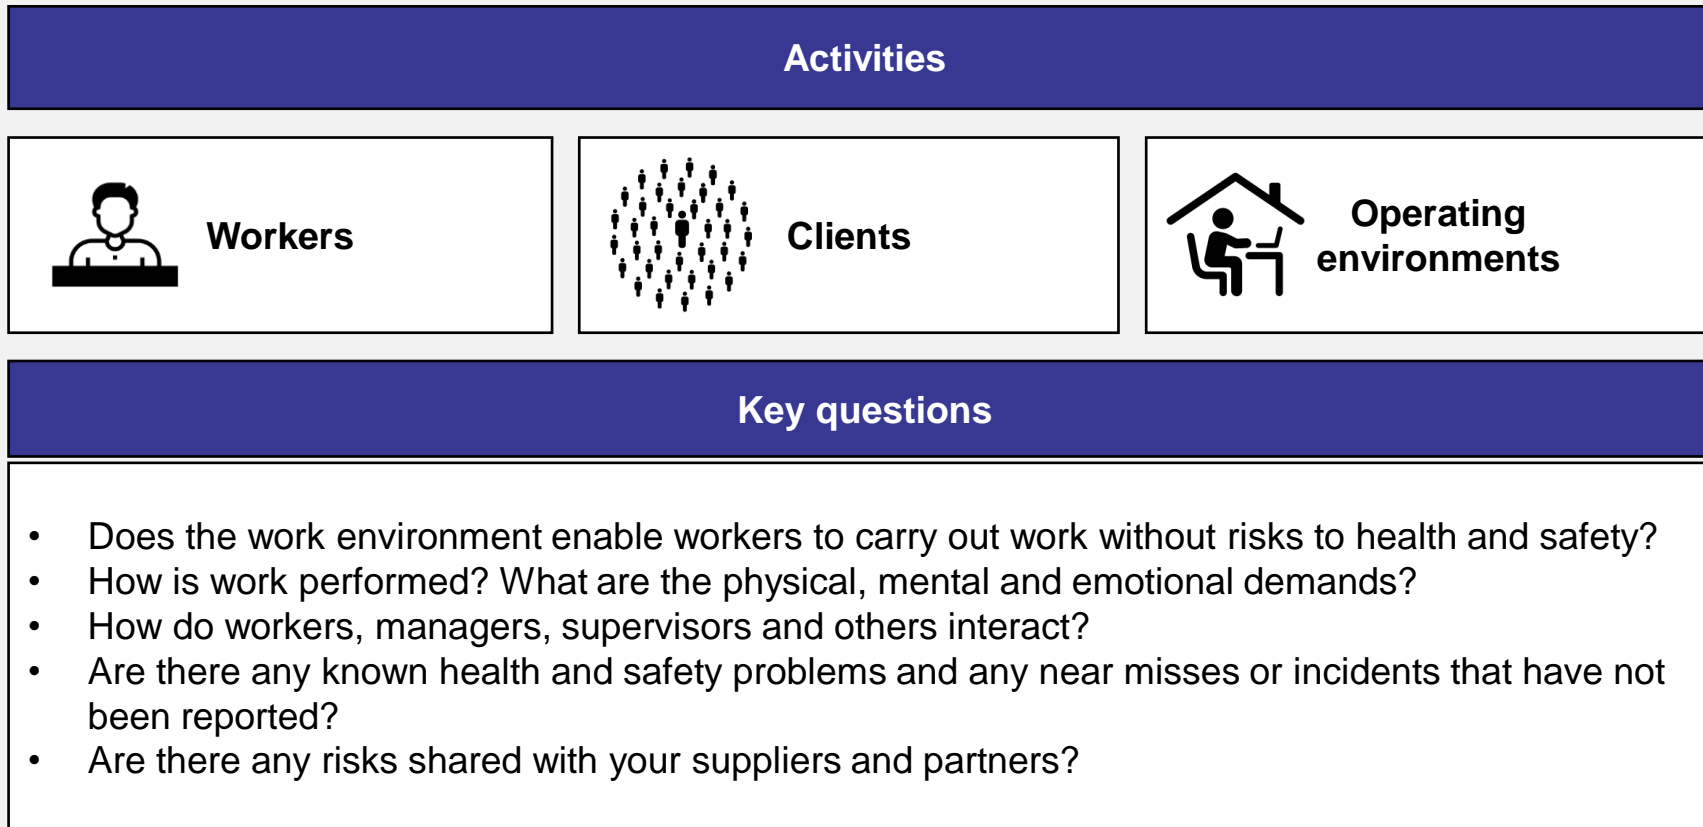 Activities
Workers
Clients
Operating
environments
Key questions
• Does the work environment enable workers to carry out work without risks to health and safety?
• How is work performed? What are the physical, mental and emotional demands?
• How do workers, managers, supervisors and others interact?
• Are there any known health and safety problems and any near misses or incidents that have not
been reported?
• Are there any risks shared with your suppliers and partners?